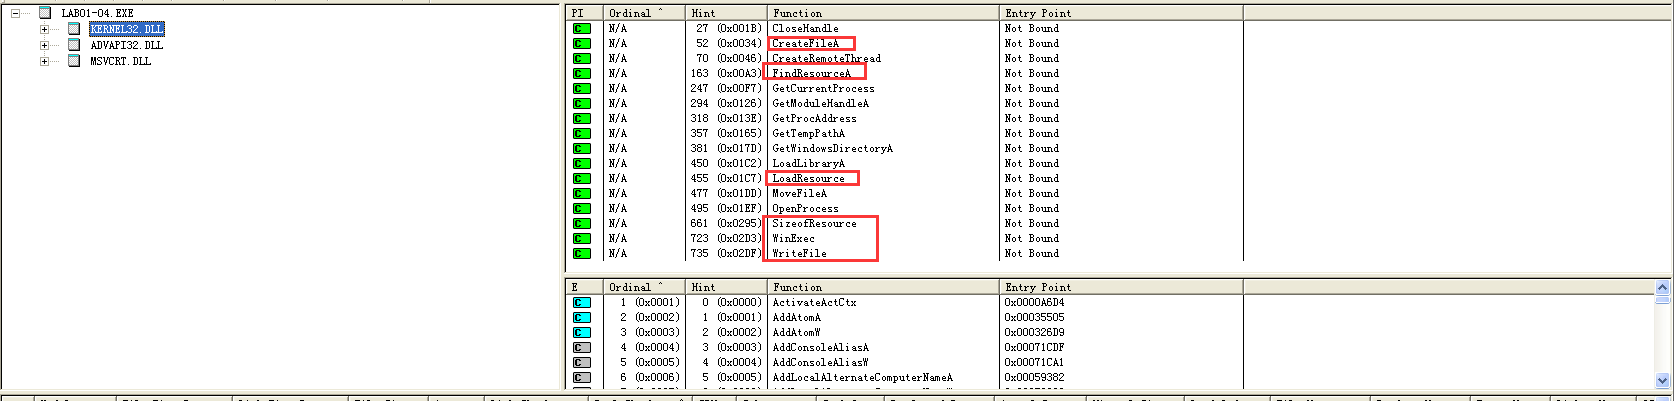 LAB01-04.EXE
KERNEL32.DLL
ADVAPI32.DLL
MSVCRT.DLL
PI Ordinal ^ Hint Function Entry Point
C N/A 27 (0x001B) CloseHandle Not Bound
C N/A 52 (0x0034) CreateFileA Not Bound
C N/A 70 (0x0046) CreateRemoteThread Not Bound
C N/A 163 (0x00A3) FindResourceA Not Bound
C N/A 247 (0x00F7) GetCurrentProcess Not Bound
C N/A 294 (0x0126) GetModuleHandleA Not Bound
C N/A 318 (0x013E) GetProcAddress Not Bound
C N/A 357 (0x0165) GetTempPathA Not Bound
C N/A 381 (0x017D) GetWindowsDirectoryA Not Bound
C N/A 450 (0x01C2) LoadLibraryA Not Bound
C N/A 455 (0x01C7) LoadResource Not Bound
C N/A 477 (0x01DD) MoveFileA Not Bound
C N/A 495 (0x01EF) OpenProcess Not Bound
C N/A 661 (0x0295) SizeofResource Not Bound
C N/A 723 (0x02D3) WinExec Not Bound
C N/A 735 (0x02DF) WriteFile Not Bound
E Ordinal ^ Hint Function Entry Point
C 1 (0x0001) 0 (0x0000) ActivateActCtx 0x0000A6D4
C 2 (0x0002) 1 (0x0001) AddAtomA 0x00035505
C 3 (0x0003) 2 (0x0002) AddAtomW 0x000326D9
C 4 (0x0004) 3 (0x0003) AddConsoleAliasA 0x00071CDF
C 5 (0x0005) 4 (0x0004) AddConsoleAliasW 0x00071CA1
C 6 (0x0006) 5 (0x0005) AddLocalAlternateComputerNameA 0x00059382